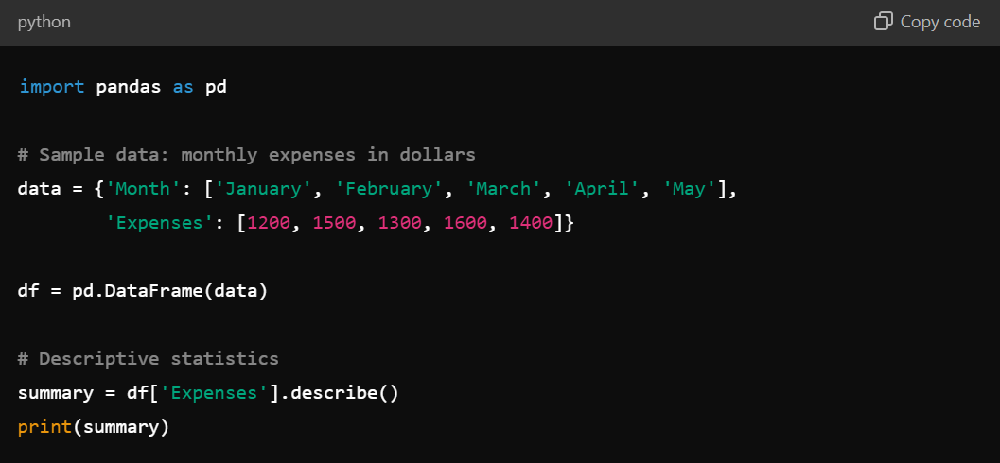 python
Copy code
import pandas as pd
# Sample data: monthly expenses in dollars
data = {'Month': ['January', 'February', 'March', 'April', 'May'],
        'Expenses': [1200, 1500, 1300, 1600, 1400]}
df = pd.DataFrame(data)
# Descriptive statistics
summary = df['Expenses'].describe()
print(summary)